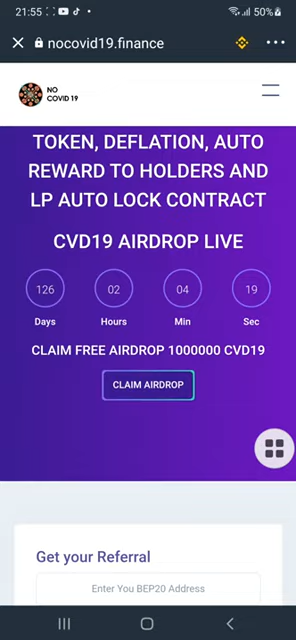 21:55
50%
nocovid19.finance
NO
COVID 19
TOKEN, DEFLATION, AUTO
REWARD TO HOLDERS AND
LP AUTO LOCK CONTRACT
CVD19 AIRDROP LIVE
126 02 04 19
Days Hours Min Sec
CLAIM FREE AIRDROP 1000000 CVD19
CLAIM AIRDROP
Get your Referral
Enter You BEP20 Address